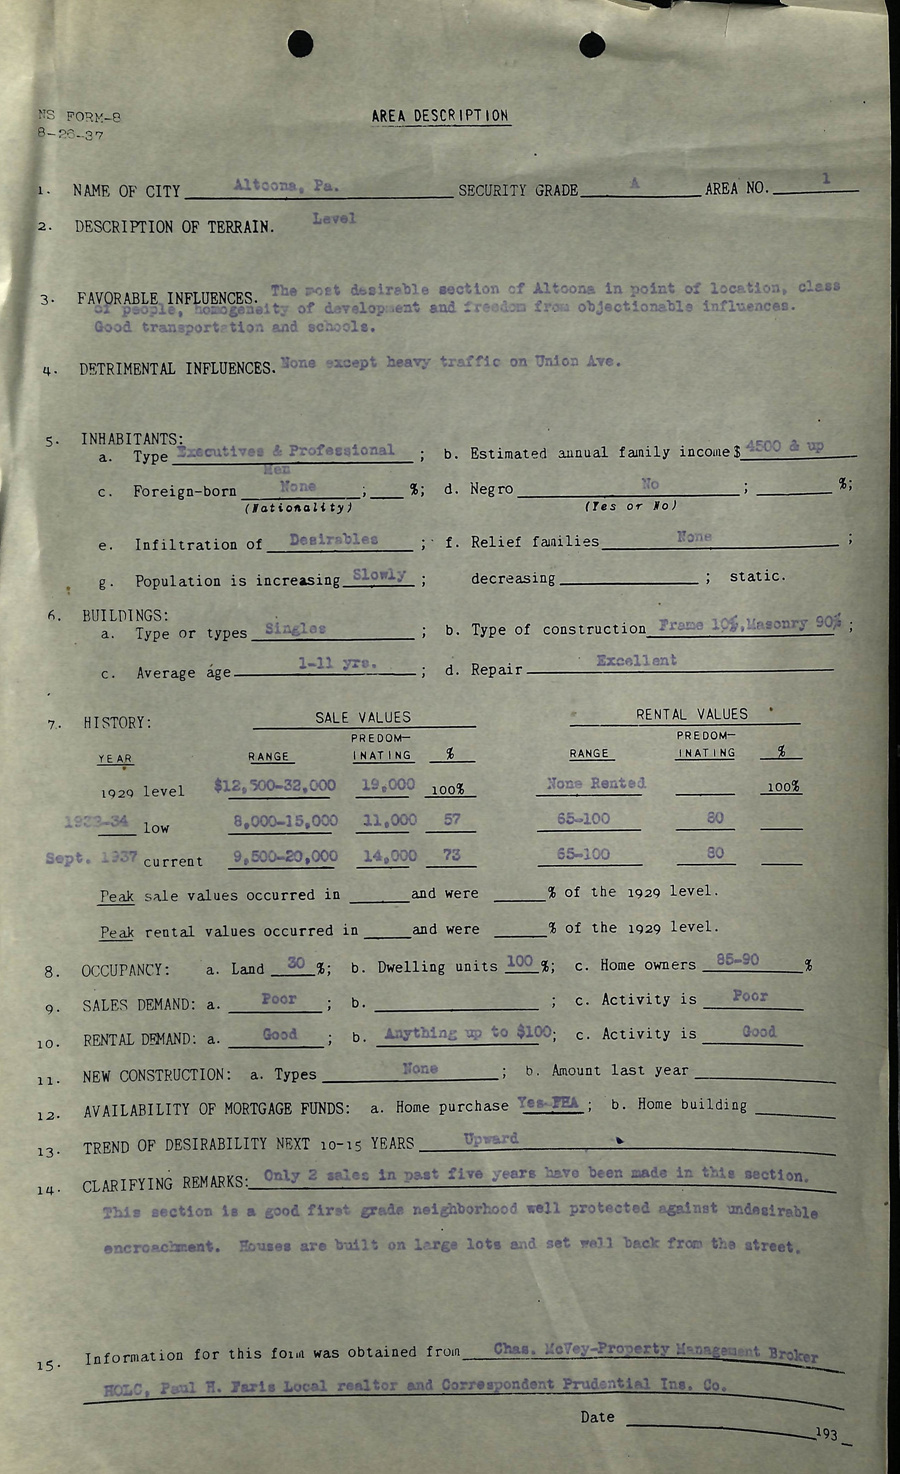 NS FORM-8
8-26-37
AREA DESCRIPTION
1. NAME OF CITY Altoona, Pa. SECURITY GRADE A AREA NO. 1
2. DESCRIPTION OF TERRAIN. Level
3. FAVORABLE INFLUENCES. The most desirable section of Altoona in point of location, class
of people, homogeneity of development and freedom from objectionable influences.
Good transportation and schools.
4. DETRIMENTAL INFLUENCES. None except heavy traffic on Union Ave.
5. INHABITANTS:
a. Type Executives & Professional Men ; b. Estimated annual family income $ 4500 & up
c. Foreign-born None ; %; d. Negro No ; %;
(Nationality) (Yes or No)
e. Infiltration of Desirables ; f. Relief families None ;
g. Population is increasing Slowly ; decreasing ; static.
6. BUILDINGS:
a. Type or types Singles ; b. Type of construction Frame 10%, Masonry 90% ;
c. Average age 1-11 yrs. ; d. Repair Excellent
7. HISTORY: SALE VALUES RENTAL VALUES
PREDOM- PREDOM-
YEAR RANGE INATING % RANGE INATING %
1929 level $12,500-32,000 19,000 100% None Rented 100%
1933-34 low 8,000-15,000 11,000 57 65-100 80
Sept. 1937 current 9,500-20,000 14,000 73 65-100 80
Peak sale values occurred in and were % of the 1929 level.
Peak rental values occurred in and were % of the 1929 level.
8. OCCUPANCY: a. Land 30 %; b. Dwelling units 100 %; c. Home owners 85-90 %
9. SALES DEMAND: a. Poor ; b. ; c. Activity is Poor
10. RENTAL DEMAND: a. Good ; b. Anything up to $100; c. Activity is Good
11. NEW CONSTRUCTION: a. Types None ; b. Amount last year
12. AVAILABILITY OF MORTGAGE FUNDS: a. Home purchase Yes-FHA ; b. Home building
13. TREND OF DESIRABILITY NEXT 10-15 YEARS Upward
14. CLARIFYING REMARKS: Only 2 sales in past five years have been made in this section.
This section is a good first grade neighborhood well protected against undesirable
encroachment. Houses are built on large lots and set well back from the street.
15. Information for this form was obtained from Chas. McVey-Property Management Broker
HOLC, Paul H. Faris Local realtor and Correspondent Prudential Ins. Co.
Date 193